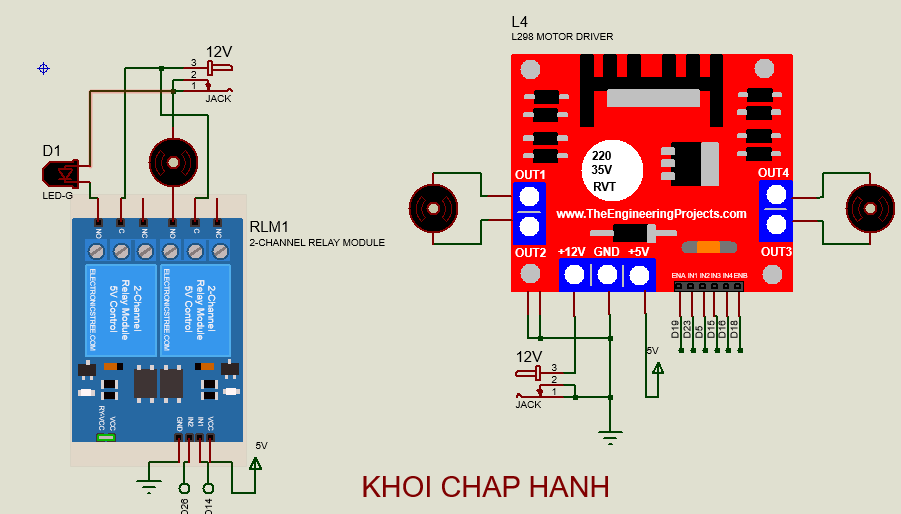 12V
3
2
1
JACK
D1
LED-G
NO
C
NC
NO
C
NC
RLM1
2-CHANNEL RELAY MODULE
ELECTRONICSTREE.COM
2-Channel
Relay Module
5V Control
ELECTRONICSTREE.COM
2-Channel
Relay Module
5V Control
RY-VCC
VCC
GND
IN2
IN1
VCC
5V
D26
D14
L4
L298 MOTOR DRIVER
220
35V
RVT
OUT1
OUT4
www.TheEngineeringProjects.com
OUT2
+12V
GND
+5V
OUT3
ENA
IN1
IN2
IN3
IN4
ENB
D19
D23
D5
D15
D16
D18
12V
3
2
1
JACK
5V
KHOI CHAP HANH